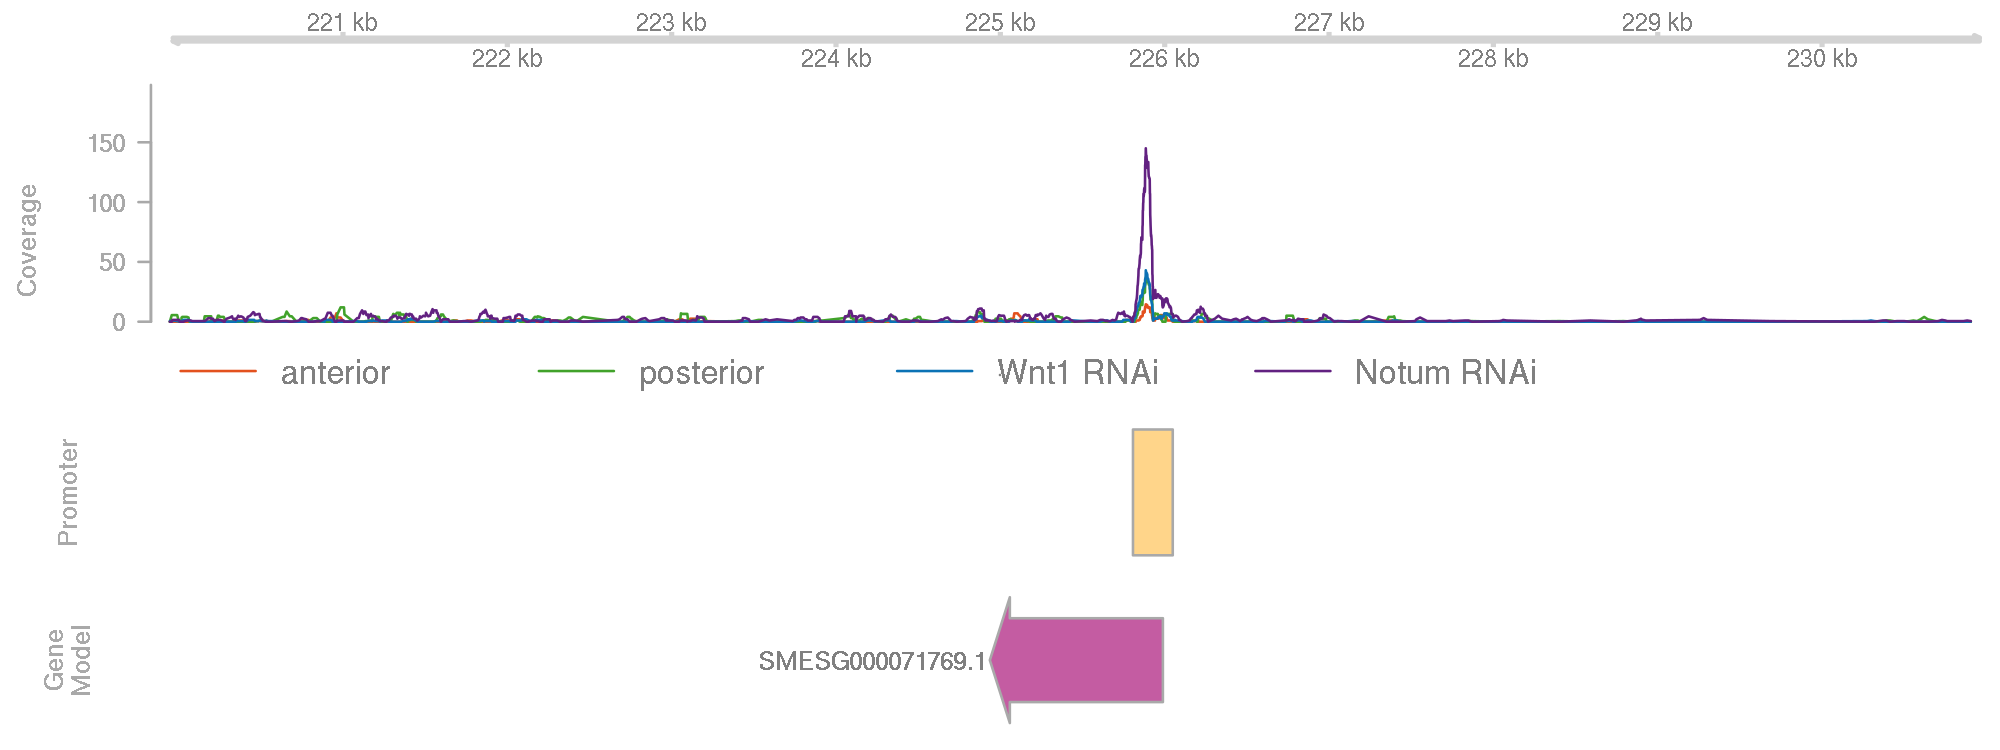 221 kb 223 kb 225 kb 227 kb 229 kb
222 kb 224 kb 226 kb 228 kb 230 kb
Coverage
150
100
50
0
anterior posterior Wnt1 RNAi Notum RNAi
Promoter
Gene
Model
SMESG000071769.1